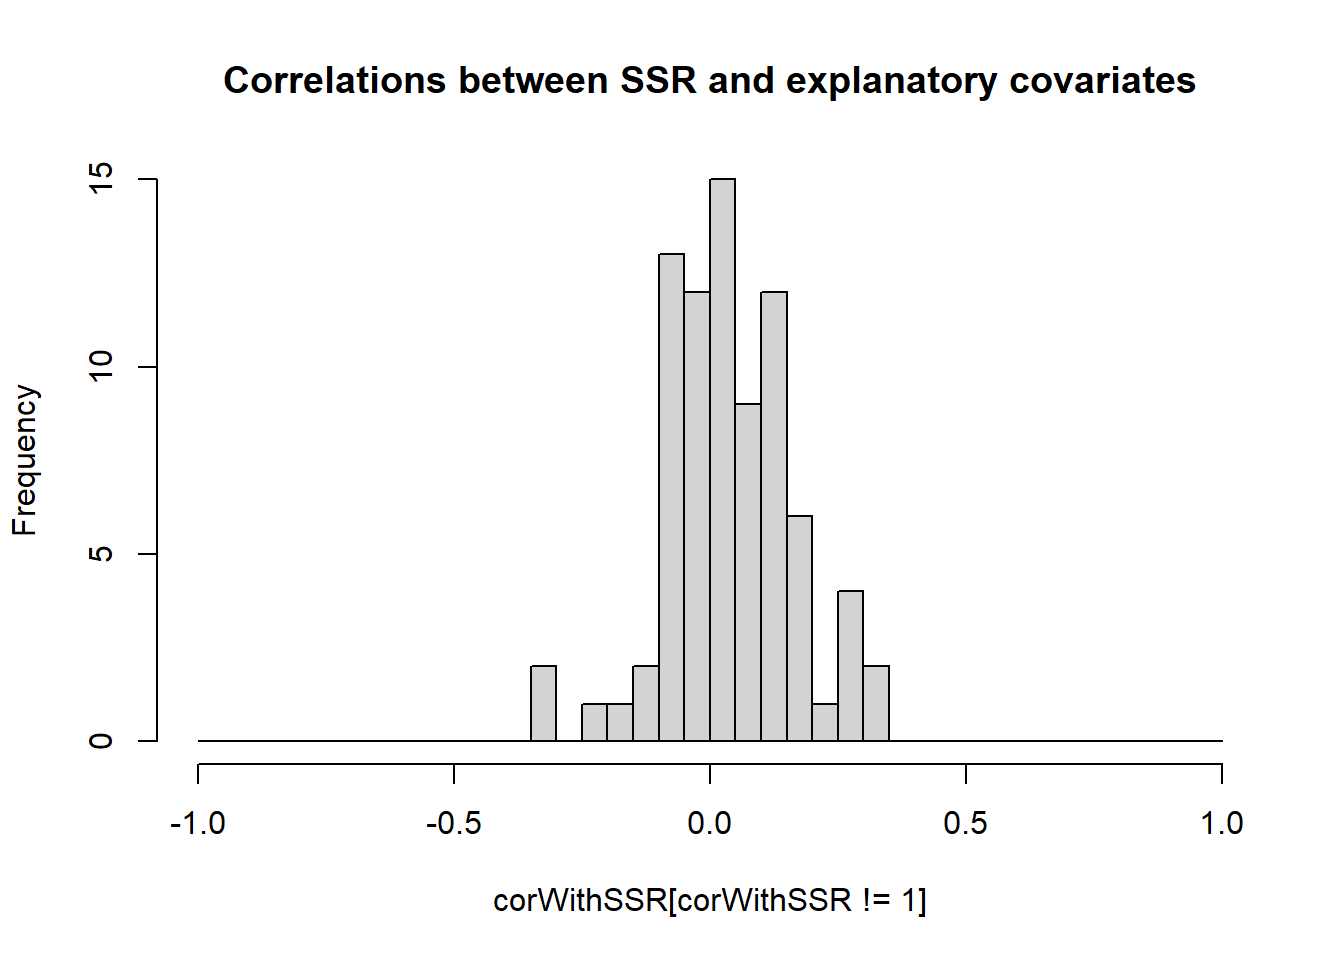 Correlations between SSR and explanatory covariates
15
10
5
0
Frequency
-1.0 -0.5 0.0 0.5 1.0
corWithSSR[corWithSSR != 1]